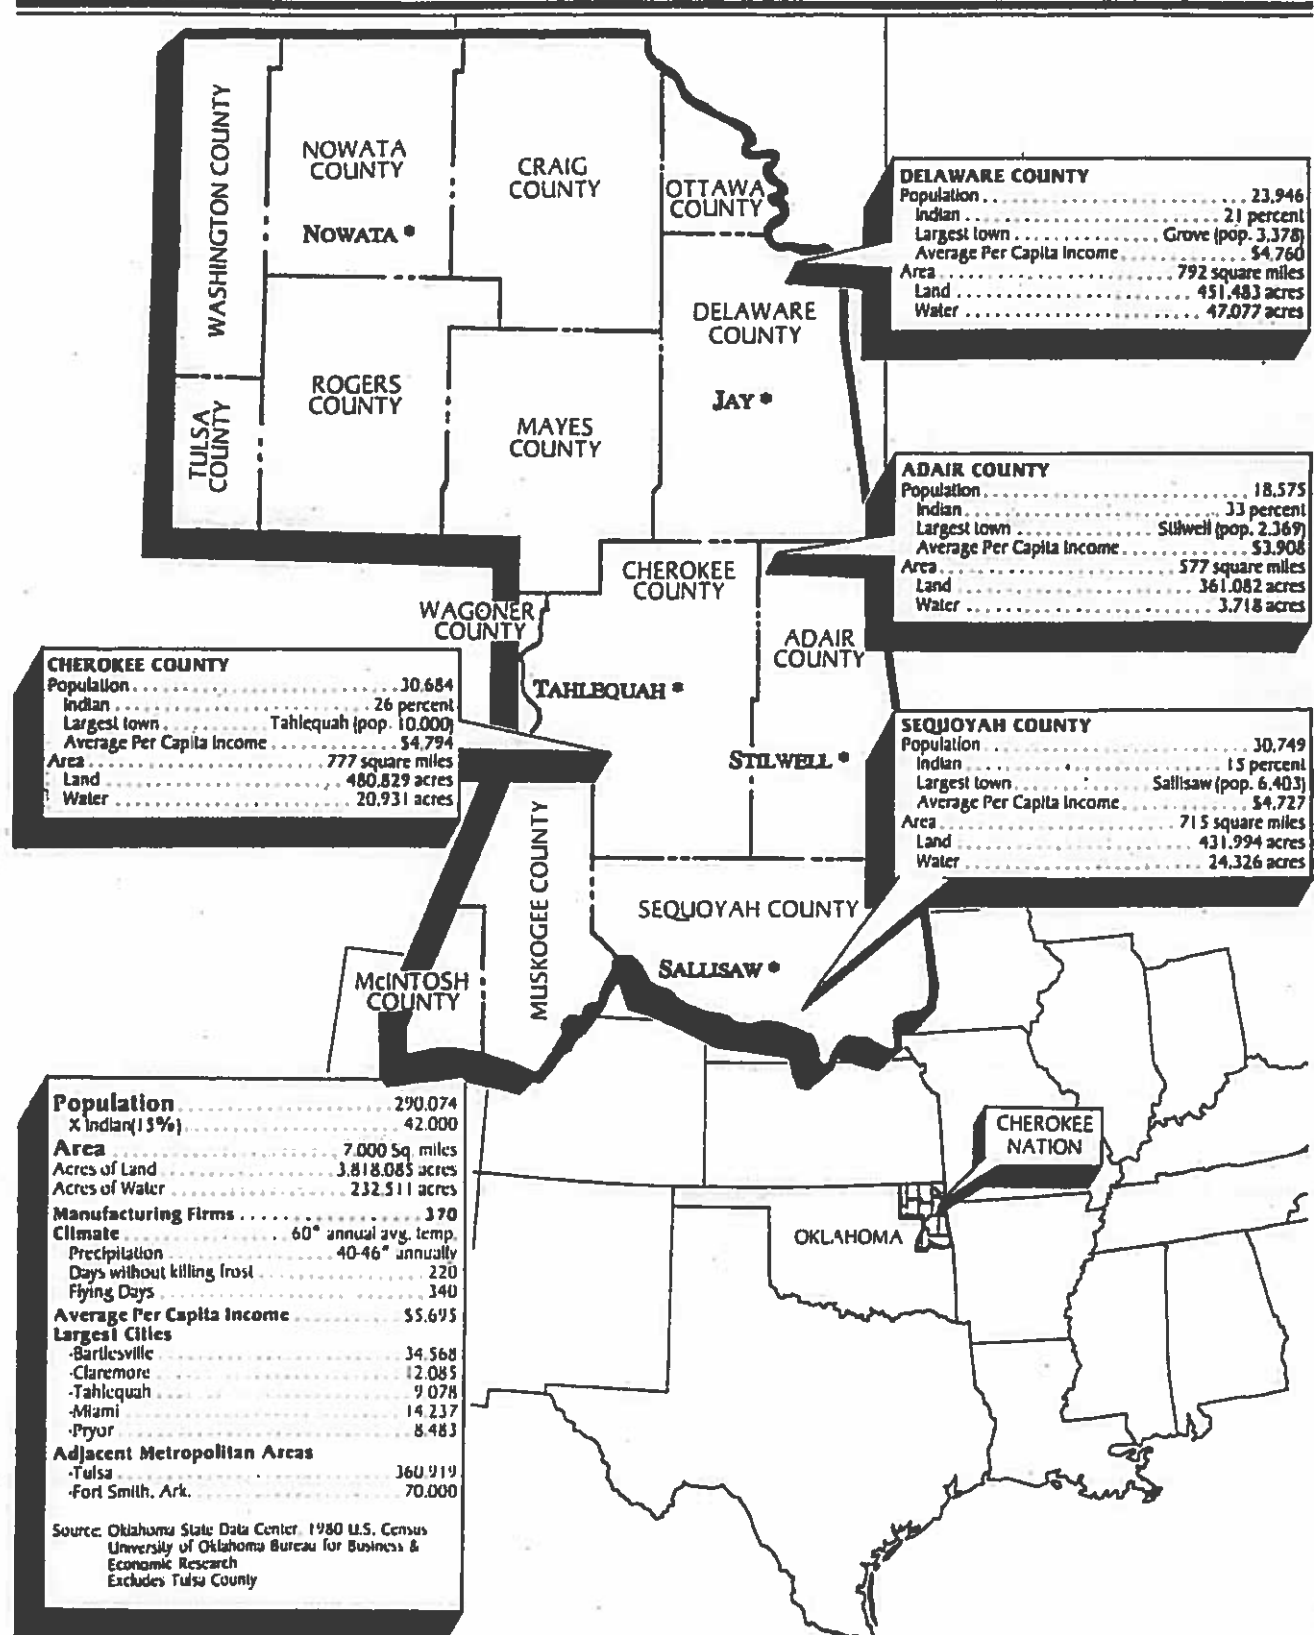 WASHINGTON COUNTY
NOWATA
COUNTY
NOWATA *
CRAIG
COUNTY
OTTAWA
COUNTY
DELAWARE COUNTY
Population 23,946
Indian 21 percent
Largest town Grove (pop. 3,378)
Average Per Capita Income $4,760
Area 792 square miles
Land 451,483 acres
Water 47,077 acres
DELAWARE
COUNTY
JAY *
TULSA
COUNTY
ROGERS
COUNTY
MAYES
COUNTY
ADAIR COUNTY
Population 18,575
Indian 33 percent
Largest town Stilwell (pop. 2,369)
Average Per Capita Income $3,908
Area 577 square miles
Land 361,082 acres
Water 3,718 acres
CHEROKEE
COUNTY
WAGONER
COUNTY
ADAIR
COUNTY
TAHLEQUAH *
STILWELL *
CHEROKEE COUNTY
Population 30,684
Indian 26 percent
Largest town Tahlequah (pop. 10,000)
Average Per Capita Income $4,794
Area 777 square miles
Land 480,829 acres
Water 20,931 acres
SEQUOYAH COUNTY
Population 30,749
Indian 15 percent
Largest town Sallisaw (pop. 6,403)
Average Per Capita Income $4,727
Area 715 square miles
Land 431,994 acres
Water 24,326 acres
MUSKOGEE COUNTY
SEQUOYAH COUNTY
SALLISAW *
McINTOSH
COUNTY
Population 290,074
X Indian(15%) 42,000
Area 7,000 Sq. miles
Acres of Land 3,818,085 acres
Acres of Water 232,511 acres
Manufacturing Firms 370
Climate 60° annual avg. temp.
Precipitation 40-46" annually
Days without killing frost 220
Flying Days 340
Average Per Capita Income $5,695
Largest Cities
-Bartlesville 34,568
-Claremore 12,085
-Tahlequah 9,078
-Miami 14,237
-Pryor 8,483
Adjacent Metropolitan Areas
-Tulsa 360,919
-Fort Smith, Ark. 70,000
Source: Oklahoma State Data Center, 1980 U.S. Census
University of Oklahoma Bureau for Business &
Economic Research
Excludes Tulsa County
CHEROKEE
NATION
OKLAHOMA